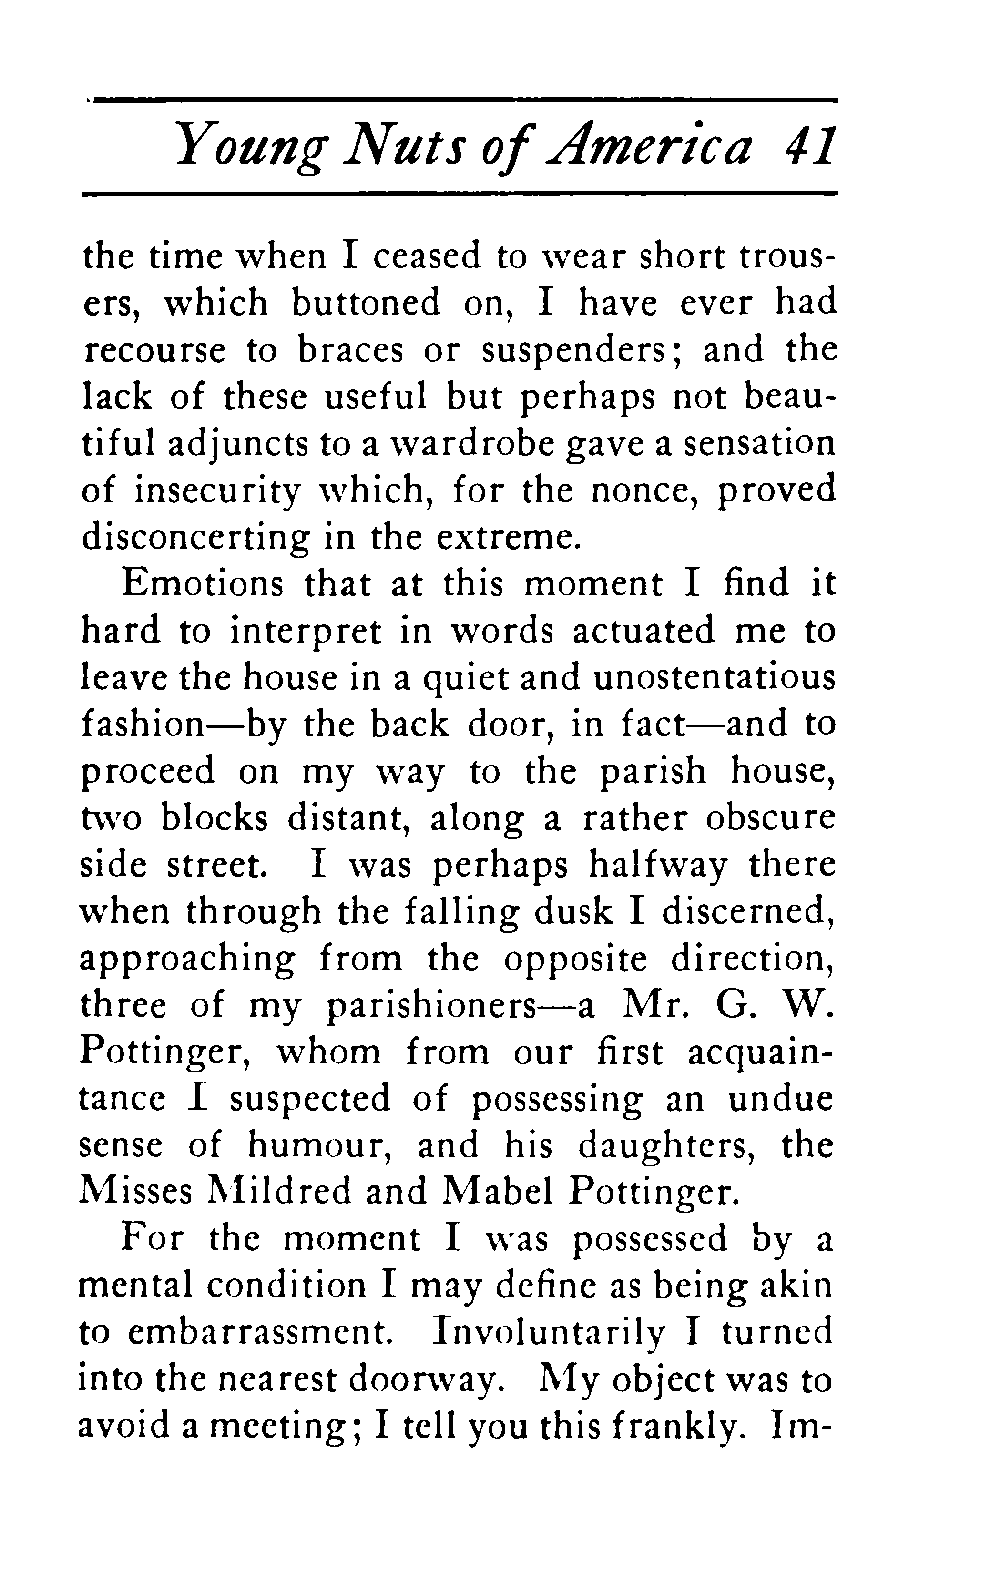 Young Nuts of America 41
the time when I ceased to wear short trous-
ers, which buttoned on, I have ever had
recourse to braces or suspenders; and the
lack of these useful but perhaps not beau-
tiful adjuncts to a wardrobe gave a sensation
of insecurity which, for the nonce, proved
disconcerting in the extreme.
Emotions that at this moment I find it
hard to interpret in words actuated me to
leave the house in a quiet and unostentatious
fashion—by the back door, in fact—and to
proceed on my way to the parish house,
two blocks distant, along a rather obscure
side street. I was perhaps halfway there
when through the falling dusk I discerned,
approaching from the opposite direction,
three of my parishioners—a Mr. G. W.
Pottinger, whom from our first acquain-
tance I suspected of possessing an undue
sense of humour, and his daughters, the
Misses Mildred and Mabel Pottinger.
For the moment I was possessed by a
mental condition I may define as being akin
to embarrassment. Involuntarily I turned
into the nearest doorway. My object was to
avoid a meeting; I tell you this frankly. Im-